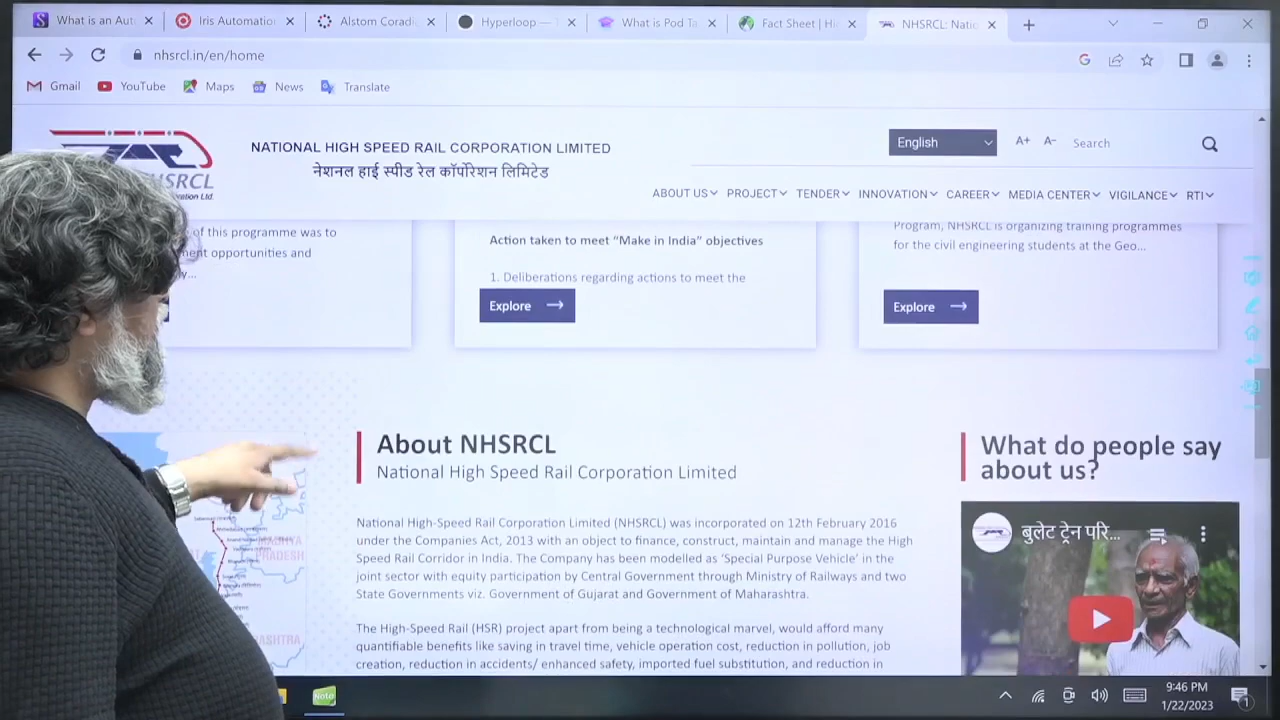 What is an Aut
Iris Automatio
Alstom Coradi
Hyperloop —
What is Pod Ta
Fact Sheet | Hi
NHSRCL: Natio
nhsrcl.in/en/home
Gmail
YouTube
Maps
News
Translate
NHSRCL
NATIONAL HIGH SPEED RAIL CORPORATION LIMITED
नेशनल हाई स्पीड रेल कॉर्पोरेशन लिमिटेड
English
A+
A-
Search
ABOUT US
PROJECT
TENDER
INNOVATION
CAREER
MEDIA CENTER
VIGILANCE
RTI
of this programme was to
opportunities and
Action taken to meet “Make in India” objectives
1. Deliberations regarding actions to meet the
Explore
Program, NHSRCL is organizing training programmes
for the civil engineering students at the Geo...
Explore
About NHSRCL
National High Speed Rail Corporation Limited
National High-Speed Rail Corporation Limited (NHSRCL) was incorporated on 12th February 2016
under the Companies Act, 2013 with an object to finance, construct, maintain and manage the High
Speed Rail Corridor in India. The Company has been modelled as ‘Special Purpose Vehicle’ in the
joint sector with equity participation by Central Government through Ministry of Railways and two
State Governments viz. Government of Gujarat and Government of Maharashtra.
The High-Speed Rail (HSR) project apart from being a technological marvel, would afford many
quantifiable benefits like saving in travel time, vehicle operation cost, reduction in pollution, job
creation, reduction in accidents/ enhanced safety, imported fuel substitution, and reduction in
What do people say
about us?
बुलेट ट्रेन परि...
Note
9:46 PM
1/22/2023
1